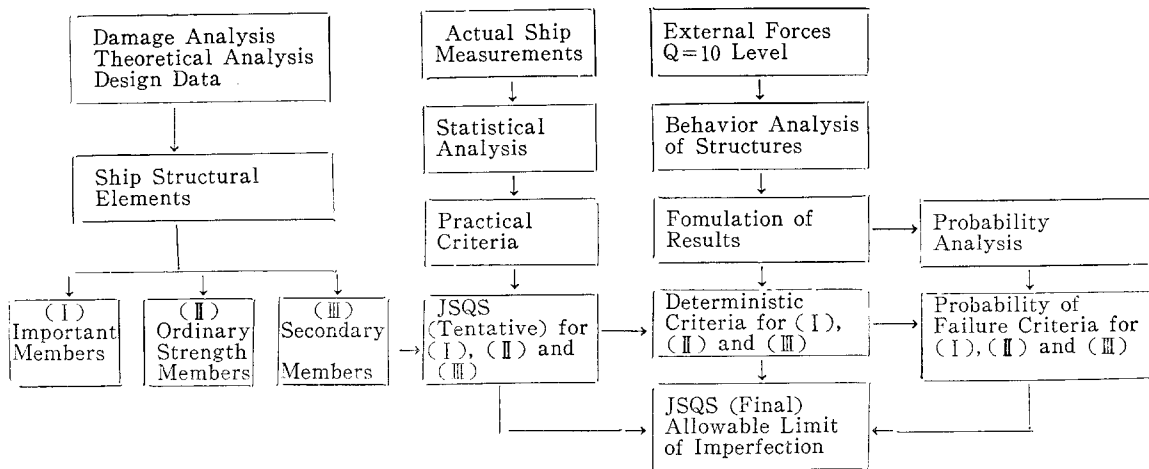 Damage Analysis
Theoretical Analysis
Design Data
Ship Structural
Elements
(Ⅰ)
Important
Members
(Ⅱ)
Ordinary
Strength
Members
(Ⅲ)
Secondary
Members
Actual Ship
Measurements
Statistical
Analysis
Practical
Criteria
JSQS
(Tentative) for
(Ⅰ), (Ⅱ) and
(Ⅲ)
External Forces
Q=10 Level
Behavior Analysis
of Structures
Fomulation of
Results
Deterministic
Criteria for (Ⅰ),
(Ⅱ) and (Ⅲ)
JSQS (Final)
Allowable Limit
of Imperfection
Probability
Analysis
Probability of
Failure Criteria for
(Ⅰ), (Ⅱ) and (Ⅲ)